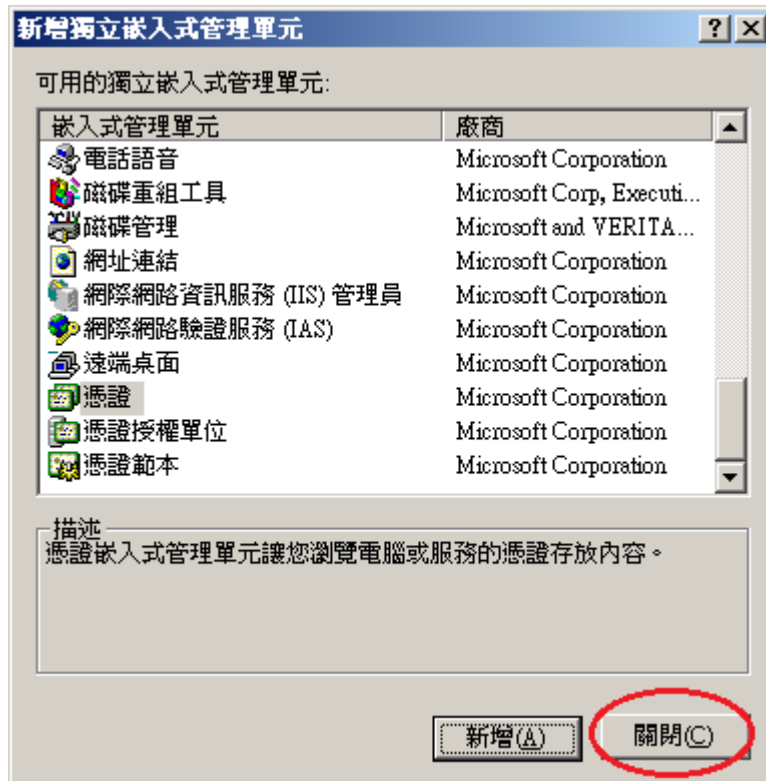 新增獨立嵌入式管理單元
可用的獨立嵌入式管理單元:
嵌入式管理單元 廠商
電話語音 Microsoft Corporation
磁碟重組工具 Microsoft Corp, Executi...
磁碟管理 Microsoft and VERITA...
網址連結 Microsoft Corporation
網際網路資訊服務 (IIS) 管理員 Microsoft Corporation
網際網路驗證服務 (IAS) Microsoft Corporation
遠端桌面 Microsoft Corporation
憑證 Microsoft Corporation
憑證授權單位 Microsoft Corporation
憑證範本 Microsoft Corporation
描述
憑證嵌入式管理單元讓您瀏覽電腦或服務的憑證存放內容。
新增(A) 關閉(C)